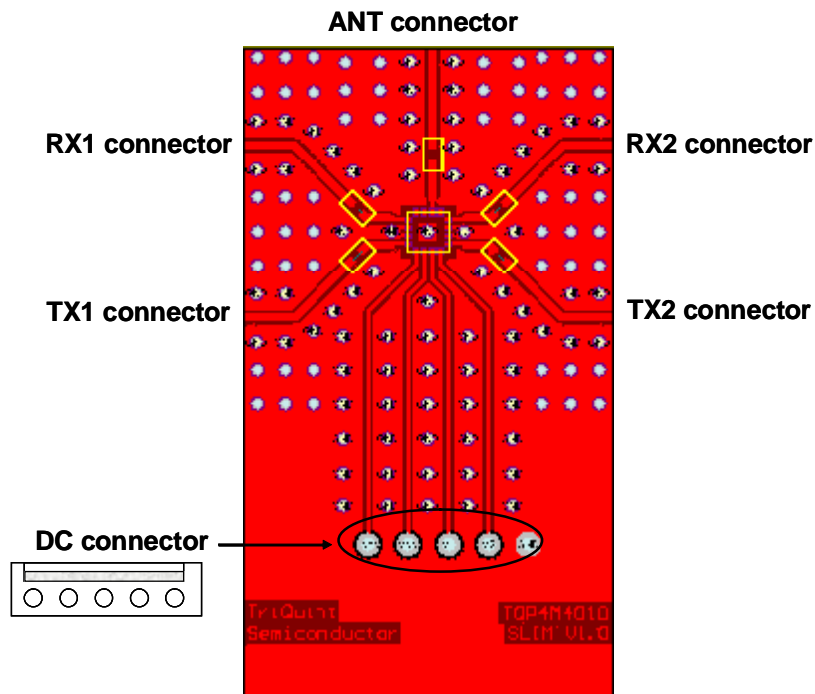 ANT connector
RX1 connector
RX2 connector
TX1 connector
TX2 connector
DC connector
TriQuint
Semiconductor
TQP4M4010
SLIM V1.0